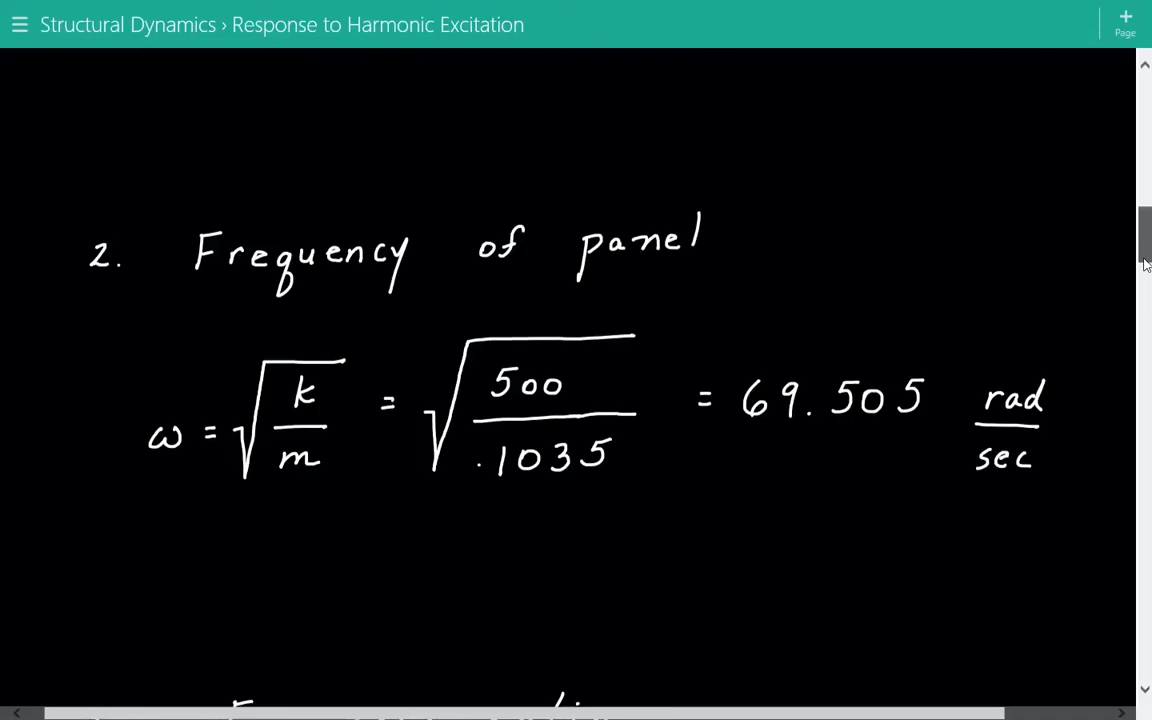 Structural Dynamics › Response to Harmonic Excitation
Page
2. Frequency of panel
ω = √(k/m) = √(500/.1035) = 69.505 rad/sec